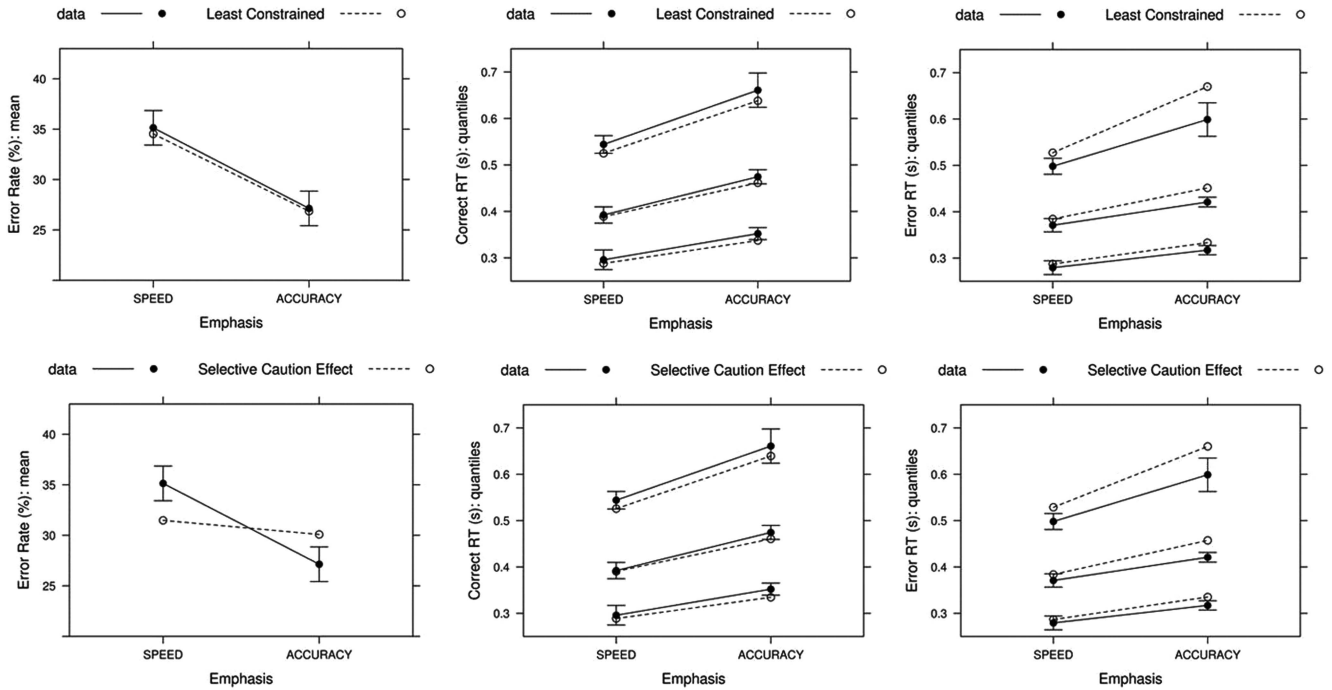 data Least Constrained
Error Rate (%): mean
40
35
30
25
SPEED ACCURACY
Emphasis
data Least Constrained
Correct RT (s): quantiles
0.7
0.6
0.5
0.4
0.3
SPEED ACCURACY
Emphasis
data Least Constrained
Error RT (s): quantiles
0.7
0.6
0.5
0.4
0.3
SPEED ACCURACY
Emphasis
data Selective Caution Effect
Error Rate (%): mean
40
35
30
25
SPEED ACCURACY
Emphasis
data Selective Caution Effect
Correct RT (s): quantiles
0.7
0.6
0.5
0.4
0.3
SPEED ACCURACY
Emphasis
data Selective Caution Effect
Error RT (s): quantiles
0.7
0.6
0.5
0.4
0.3
SPEED ACCURACY
Emphasis